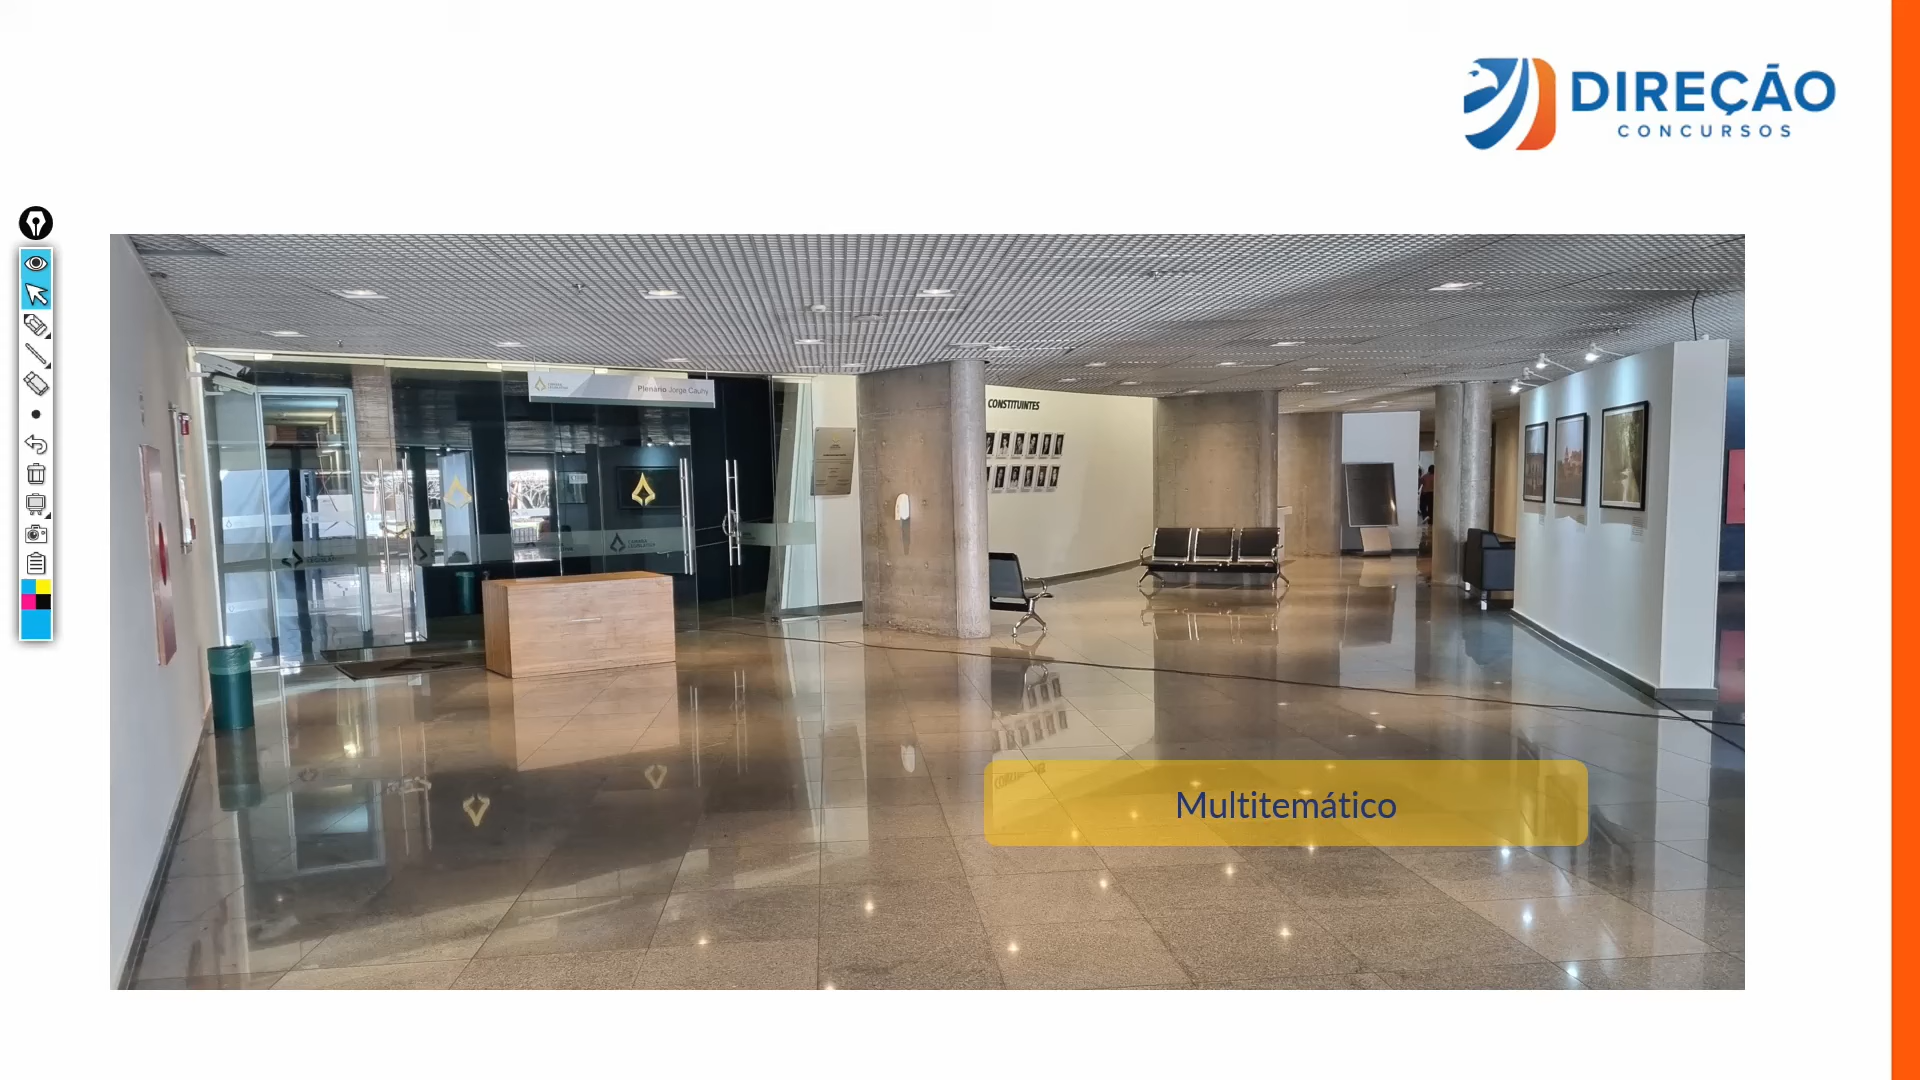 DIREÇÃO
CONCURSOS
Plenário Jorge Cauhy
CONSTITUINTES
Multitemático